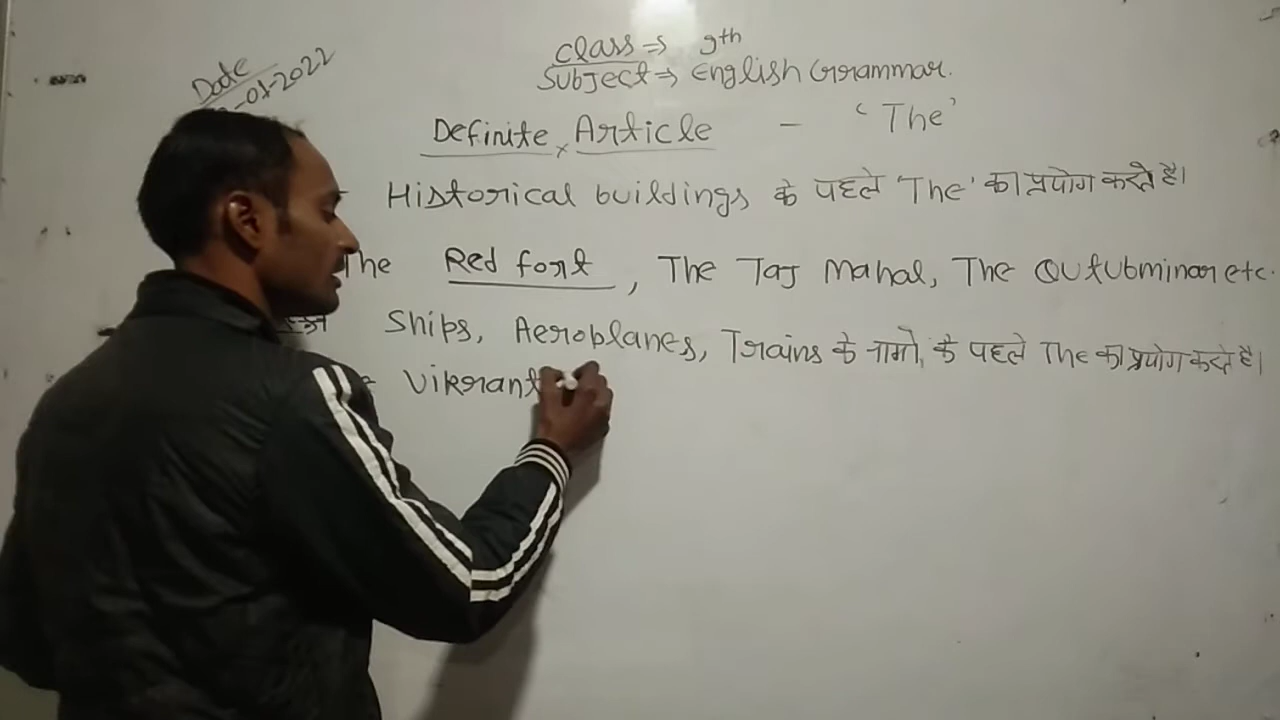 Class ⇒ 9th
Date
-01-2022
Subject ⇒ English Grammar.
Definite Article - 'The'
Historical buildings के पहले 'The' का प्रयोग करते है।
The Red fort, The Taj Mahal, The Qutubminar etc.
Ships, Aeroplanes, Trains के नामो के पहले The का प्रयोग करते है।
Vikrant